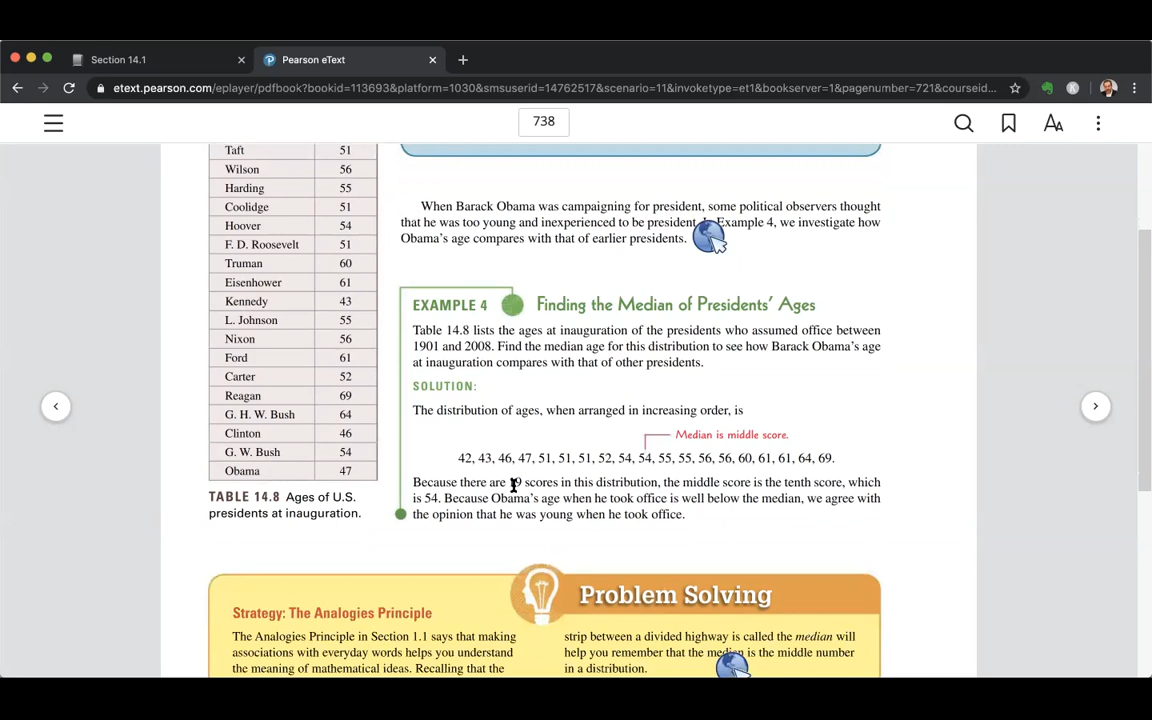 Section 14.1
Pearson eText
etext.pearson.com/eplayer/pdfbook?bookid=113693&platform=1030&smsuserid=14762517&scenario=11&invoketype=et1&bookserver=1&pagenumber=721&courseid...
738
Taft 51
Wilson 56
Harding 55
Coolidge 51
Hoover 54
F. D. Roosevelt 51
Truman 60
Eisenhower 61
Kennedy 43
L. Johnson 55
Nixon 56
Ford 61
Carter 52
Reagan 69
G. H. W. Bush 64
Clinton 46
G. W. Bush 54
Obama 47
TABLE 14.8 Ages of U.S.
presidents at inauguration.
When Barack Obama was campaigning for president, some political observers thought
that he was too young and inexperienced to be president. In Example 4, we investigate how
Obama's age compares with that of earlier presidents.
EXAMPLE 4 Finding the Median of Presidents' Ages
Table 14.8 lists the ages at inauguration of the presidents who assumed office between
1901 and 2008. Find the median age for this distribution to see how Barack Obama's age
at inauguration compares with that of other presidents.
SOLUTION:
The distribution of ages, when arranged in increasing order, is
Median is middle score.
42, 43, 46, 47, 51, 51, 51, 52, 54, 54, 55, 55, 56, 56, 60, 61, 61, 64, 69.
Because there are 19 scores in this distribution, the middle score is the tenth score, which
is 54. Because Obama's age when he took office is well below the median, we agree with
the opinion that he was young when he took office.
Problem Solving
Strategy: The Analogies Principle
The Analogies Principle in Section 1.1 says that making
associations with everyday words helps you understand
the meaning of mathematical ideas. Recalling that the
strip between a divided highway is called the median will
help you remember that the median is the middle number
in a distribution.